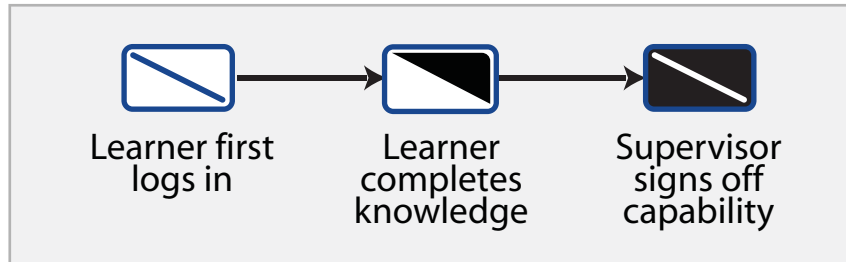 Learner first
logs in
Learner
completes
knowledge
Supervisor
signs off
capability